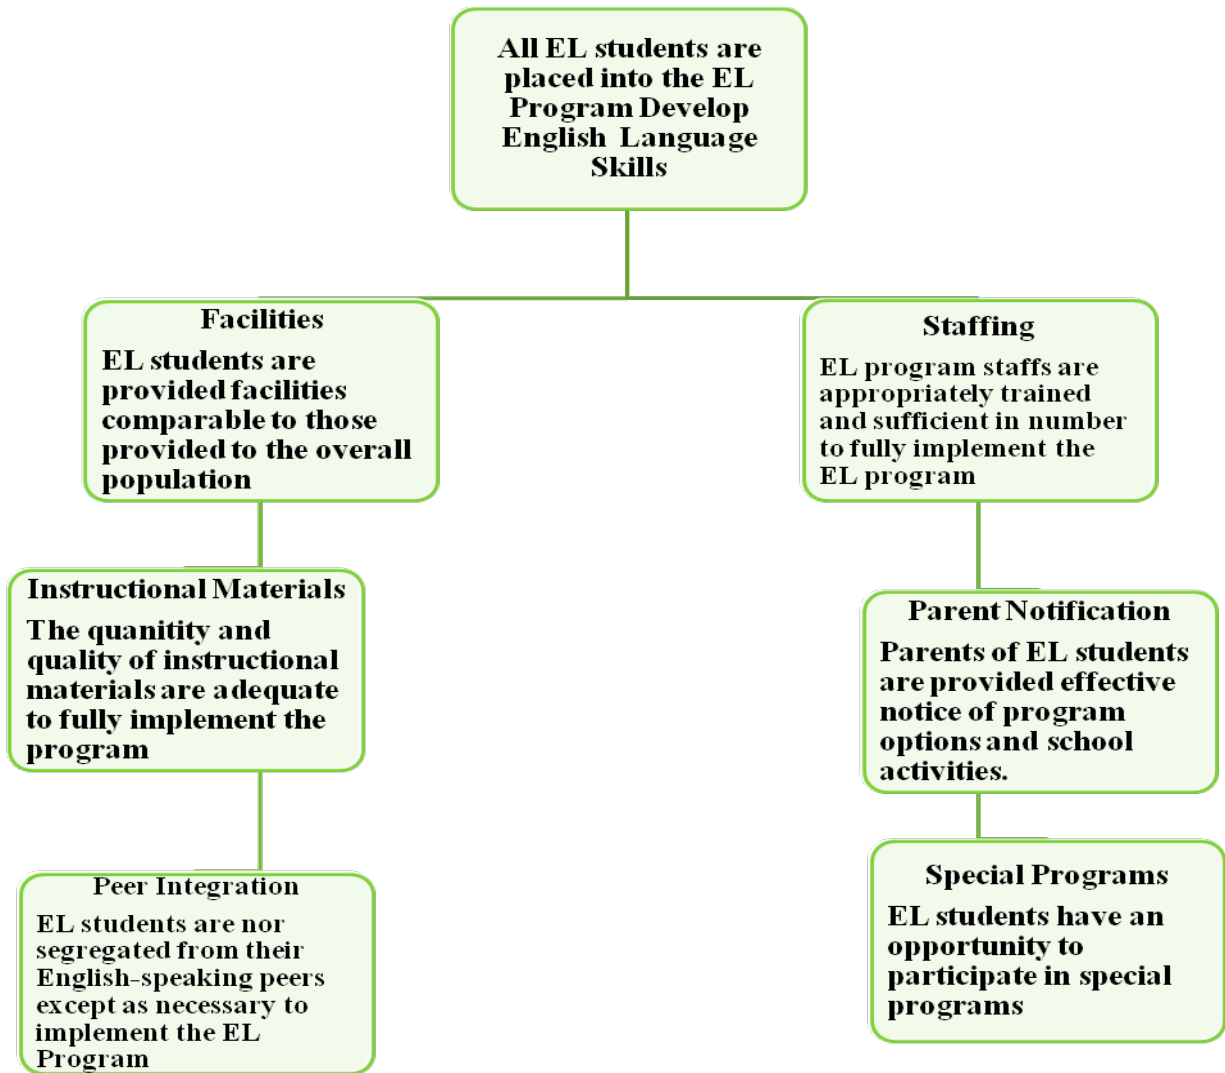 All EL students are
placed into the EL
Program Develop
English Language
Skills
Facilities
EL students are
provided facilities
comparable to those
provided to the overall
population
Staffing
EL program staffs are
appropriately trained
and sufficient in number
to fully implement the
EL program
Instructional Materials
The quanitity and
quality of instructional
materials are adequate
to fully implement the
program
Parent Notification
Parents of EL students
are provided effective
notice of program
options and school
activities.
Peer Integration
EL students are nor
segregated from their
English-speaking peers
except as necessary to
implement the EL
Program
Special Programs
EL students have an
opportunity to
participate in special
programs